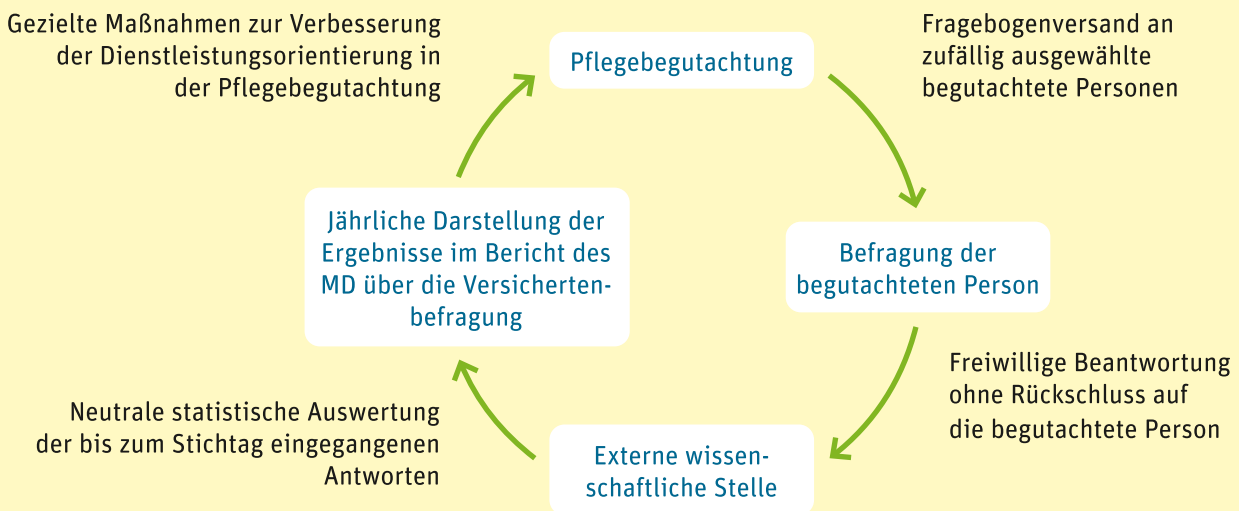 Gezielte Maßnahmen zur Verbesserung
der Dienstleistungsorientierung in
der Pflegebegutachtung
Pflegebegutachtung
Fragebogenversand an
zufällig ausgewählte
begutachtete Personen
Jährliche Darstellung der
Ergebnisse im Bericht des
MD über die Versicherten-
befragung
Befragung der
begutachteten Person
Freiwillige Beantwortung
ohne Rückschluss auf
die begutachtete Person
Neutrale statistische Auswertung
der bis zum Stichtag eingegangenen
Antworten
Externe wissen-
schaftliche Stelle